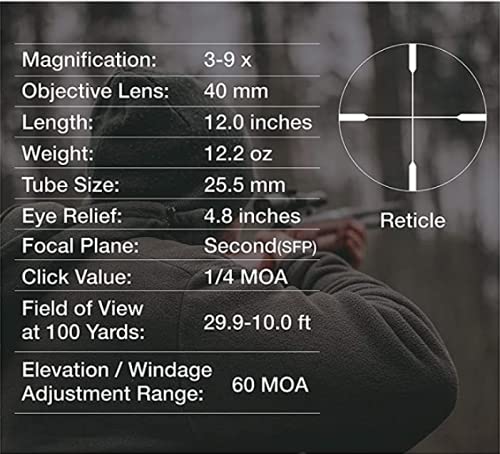 Magnification: 3-9 x
Objective Lens: 40 mm
Length: 12.0 inches
Weight: 12.2 oz
Tube Size: 25.5 mm
Eye Relief: 4.8 inches
Focal Plane: Second(SFP)
Click Value: 1/4 MOA
Field of View
at 100 Yards: 29.9-10.0 ft
Elevation / Windage
Adjustment Range: 60 MOA
Reticle